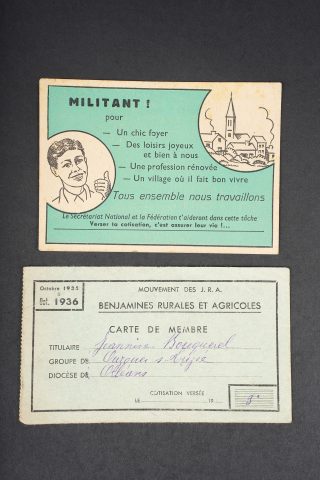 MILITANT !
pour
— Un chic foyer
— Des loisirs joyeux
et bien à nous
— Une profession rénovée
— Un village où il fait bon vivre
Tous ensemble nous travaillons
Le Secrétariat National et la Fédération t'aideront dans cette tâche
Verser ta cotisation, c'est assurer leur vie !...
Octobre 1935
à
Oct. 1936
MOUVEMENT DES J.R.A.
BENJAMINES RURALES ET AGRICOLES
CARTE DE MEMBRE
TITULAIRE Jeannine Bouquerel
GROUPE DE
DIOCÈSE DE Orléans
COTISATION VERSÉE
LE 19